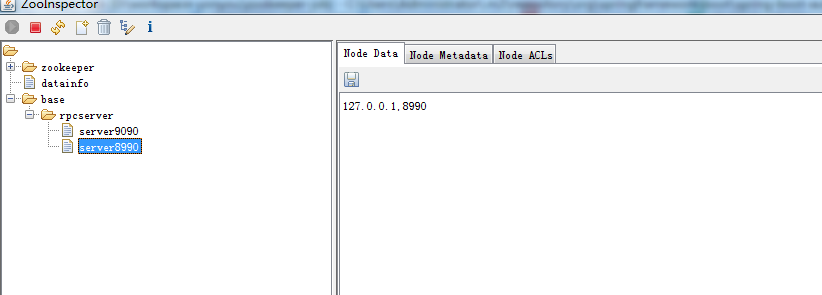 ZooInspector
Node Data Node Metadata Node ACLs
zookeeper
datainfo
base
rpcserver
server9090
server8990
127.0.0.1,8990